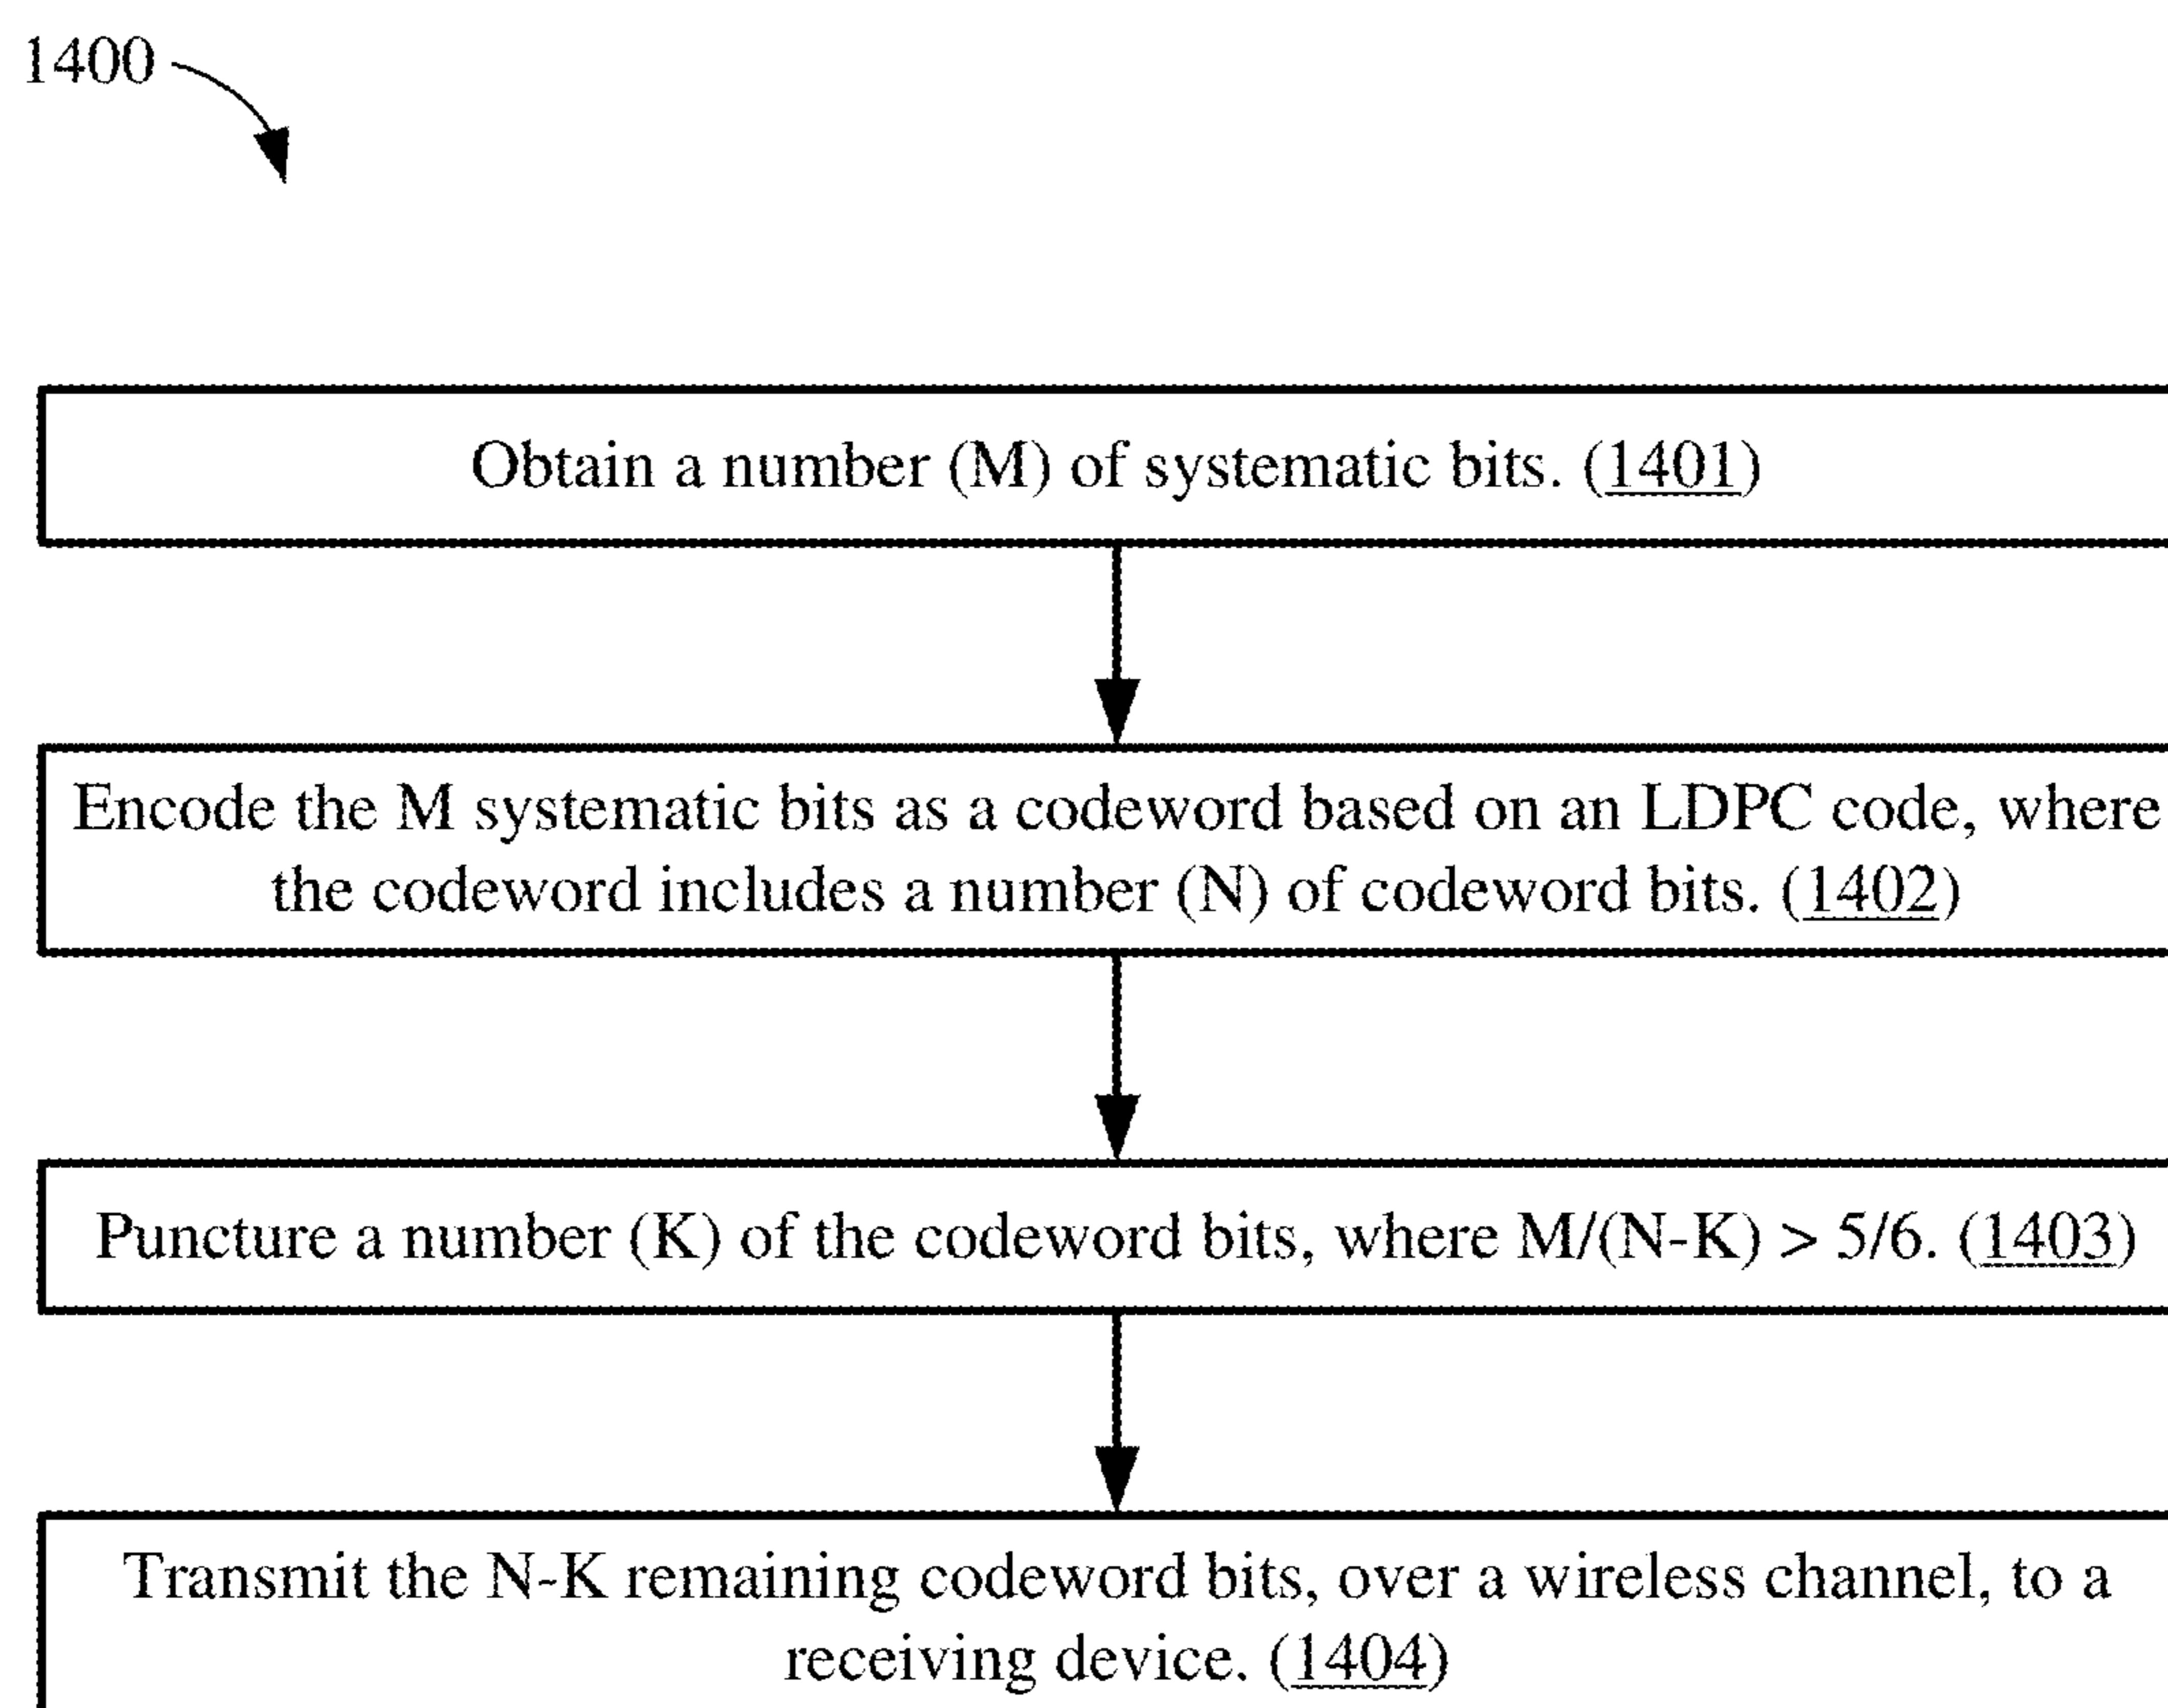 1400
Obtain a number (M) of systematic bits. (1401)
Encode the M systematic bits as a codeword based on an LDPC code, where
the codeword includes a number (N) of codeword bits. (1402)
Puncture a number (K) of the codeword bits, where M/(N-K) > 5/6. (1403)
Transmit the N-K remaining codeword bits, over a wireless channel, to a
receiving device. (1404)